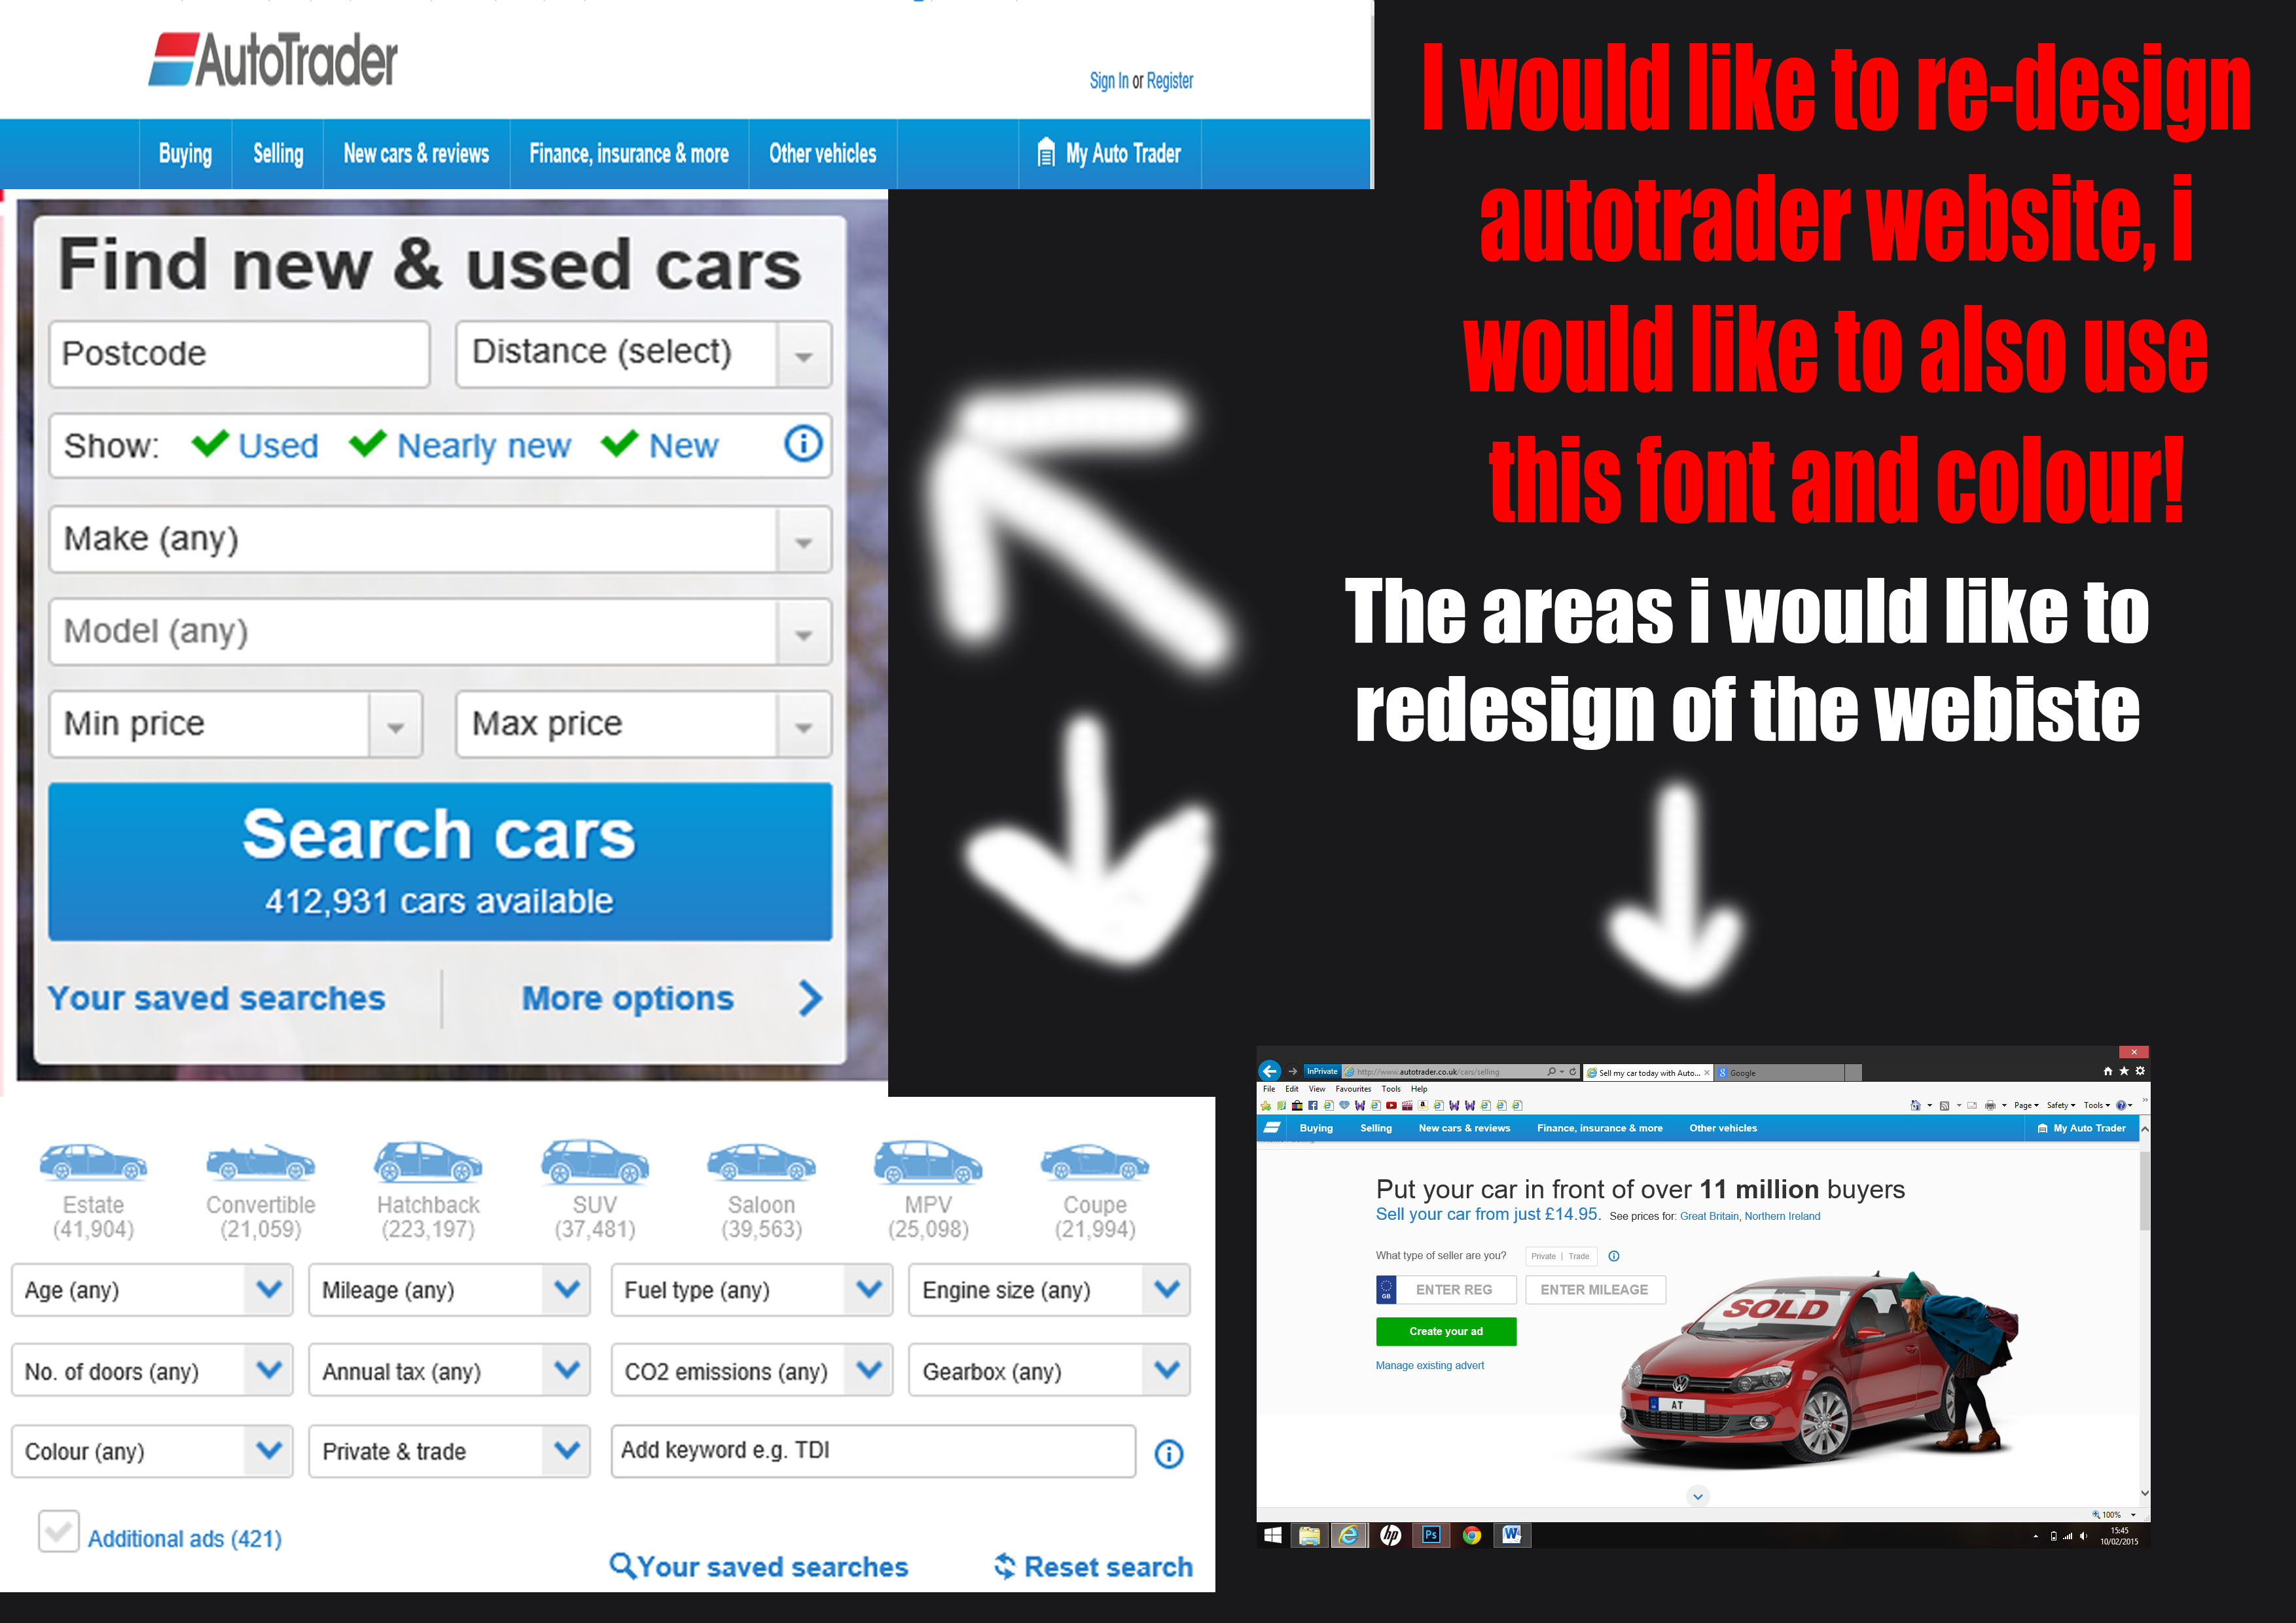 AutoTrader
Sign In or Register
Buying
Selling
New cars & reviews
Finance, insurance & more
Other vehicles
My Auto Trader
I would like to re-design
autotrader website, i
would like to also use
this font and colour!
The areas i would like to
redesign of the webiste
Find new & used cars
Postcode
Distance (select)
Show: Used Nearly new New
Make (any)
Model (any)
Min price
Max price
Search cars
412,931 cars available
Your saved searches
More options
Estate
(41,904)
Convertible
(21,059)
Hatchback
(223,197)
SUV
(37,481)
Saloon
(39,563)
MPV
(25,098)
Coupe
(21,994)
Age (any)
Mileage (any)
Fuel type (any)
Engine size (any)
No. of doors (any)
Annual tax (any)
CO2 emissions (any)
Gearbox (any)
Colour (any)
Private & trade
Add keyword e.g. TDI
Additional ads (421)
Your saved searches
Reset search
InPrivate
http://www.autotrader.co.uk/cars/selling
Sell my car today with Auto...
Google
File Edit View Favourites Tools Help
Page Safety Tools
Buying
Selling
New cars & reviews
Finance, insurance & more
Other vehicles
My Auto Trader
Put your car in front of over 11 million buyers
Sell your car from just £14.95. See prices for: Great Britain, Northern Ireland
What type of seller are you?
Private | Trade
GB
ENTER REG
ENTER MILEAGE
Create your ad
Manage existing advert
SOLD
AT
100%
hp
Ps
15:45
10/02/2015